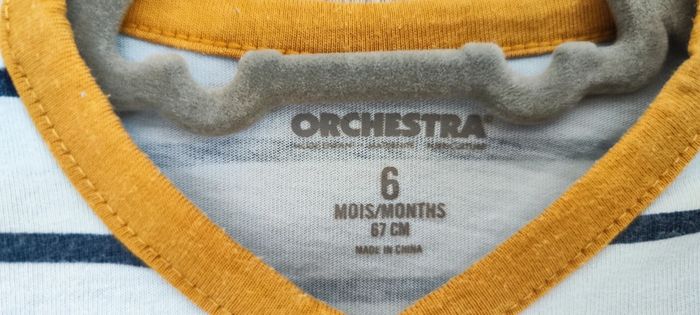 ORCHESTRA
6
MOIS/MONTHS
67 CM
MADE IN CHINA